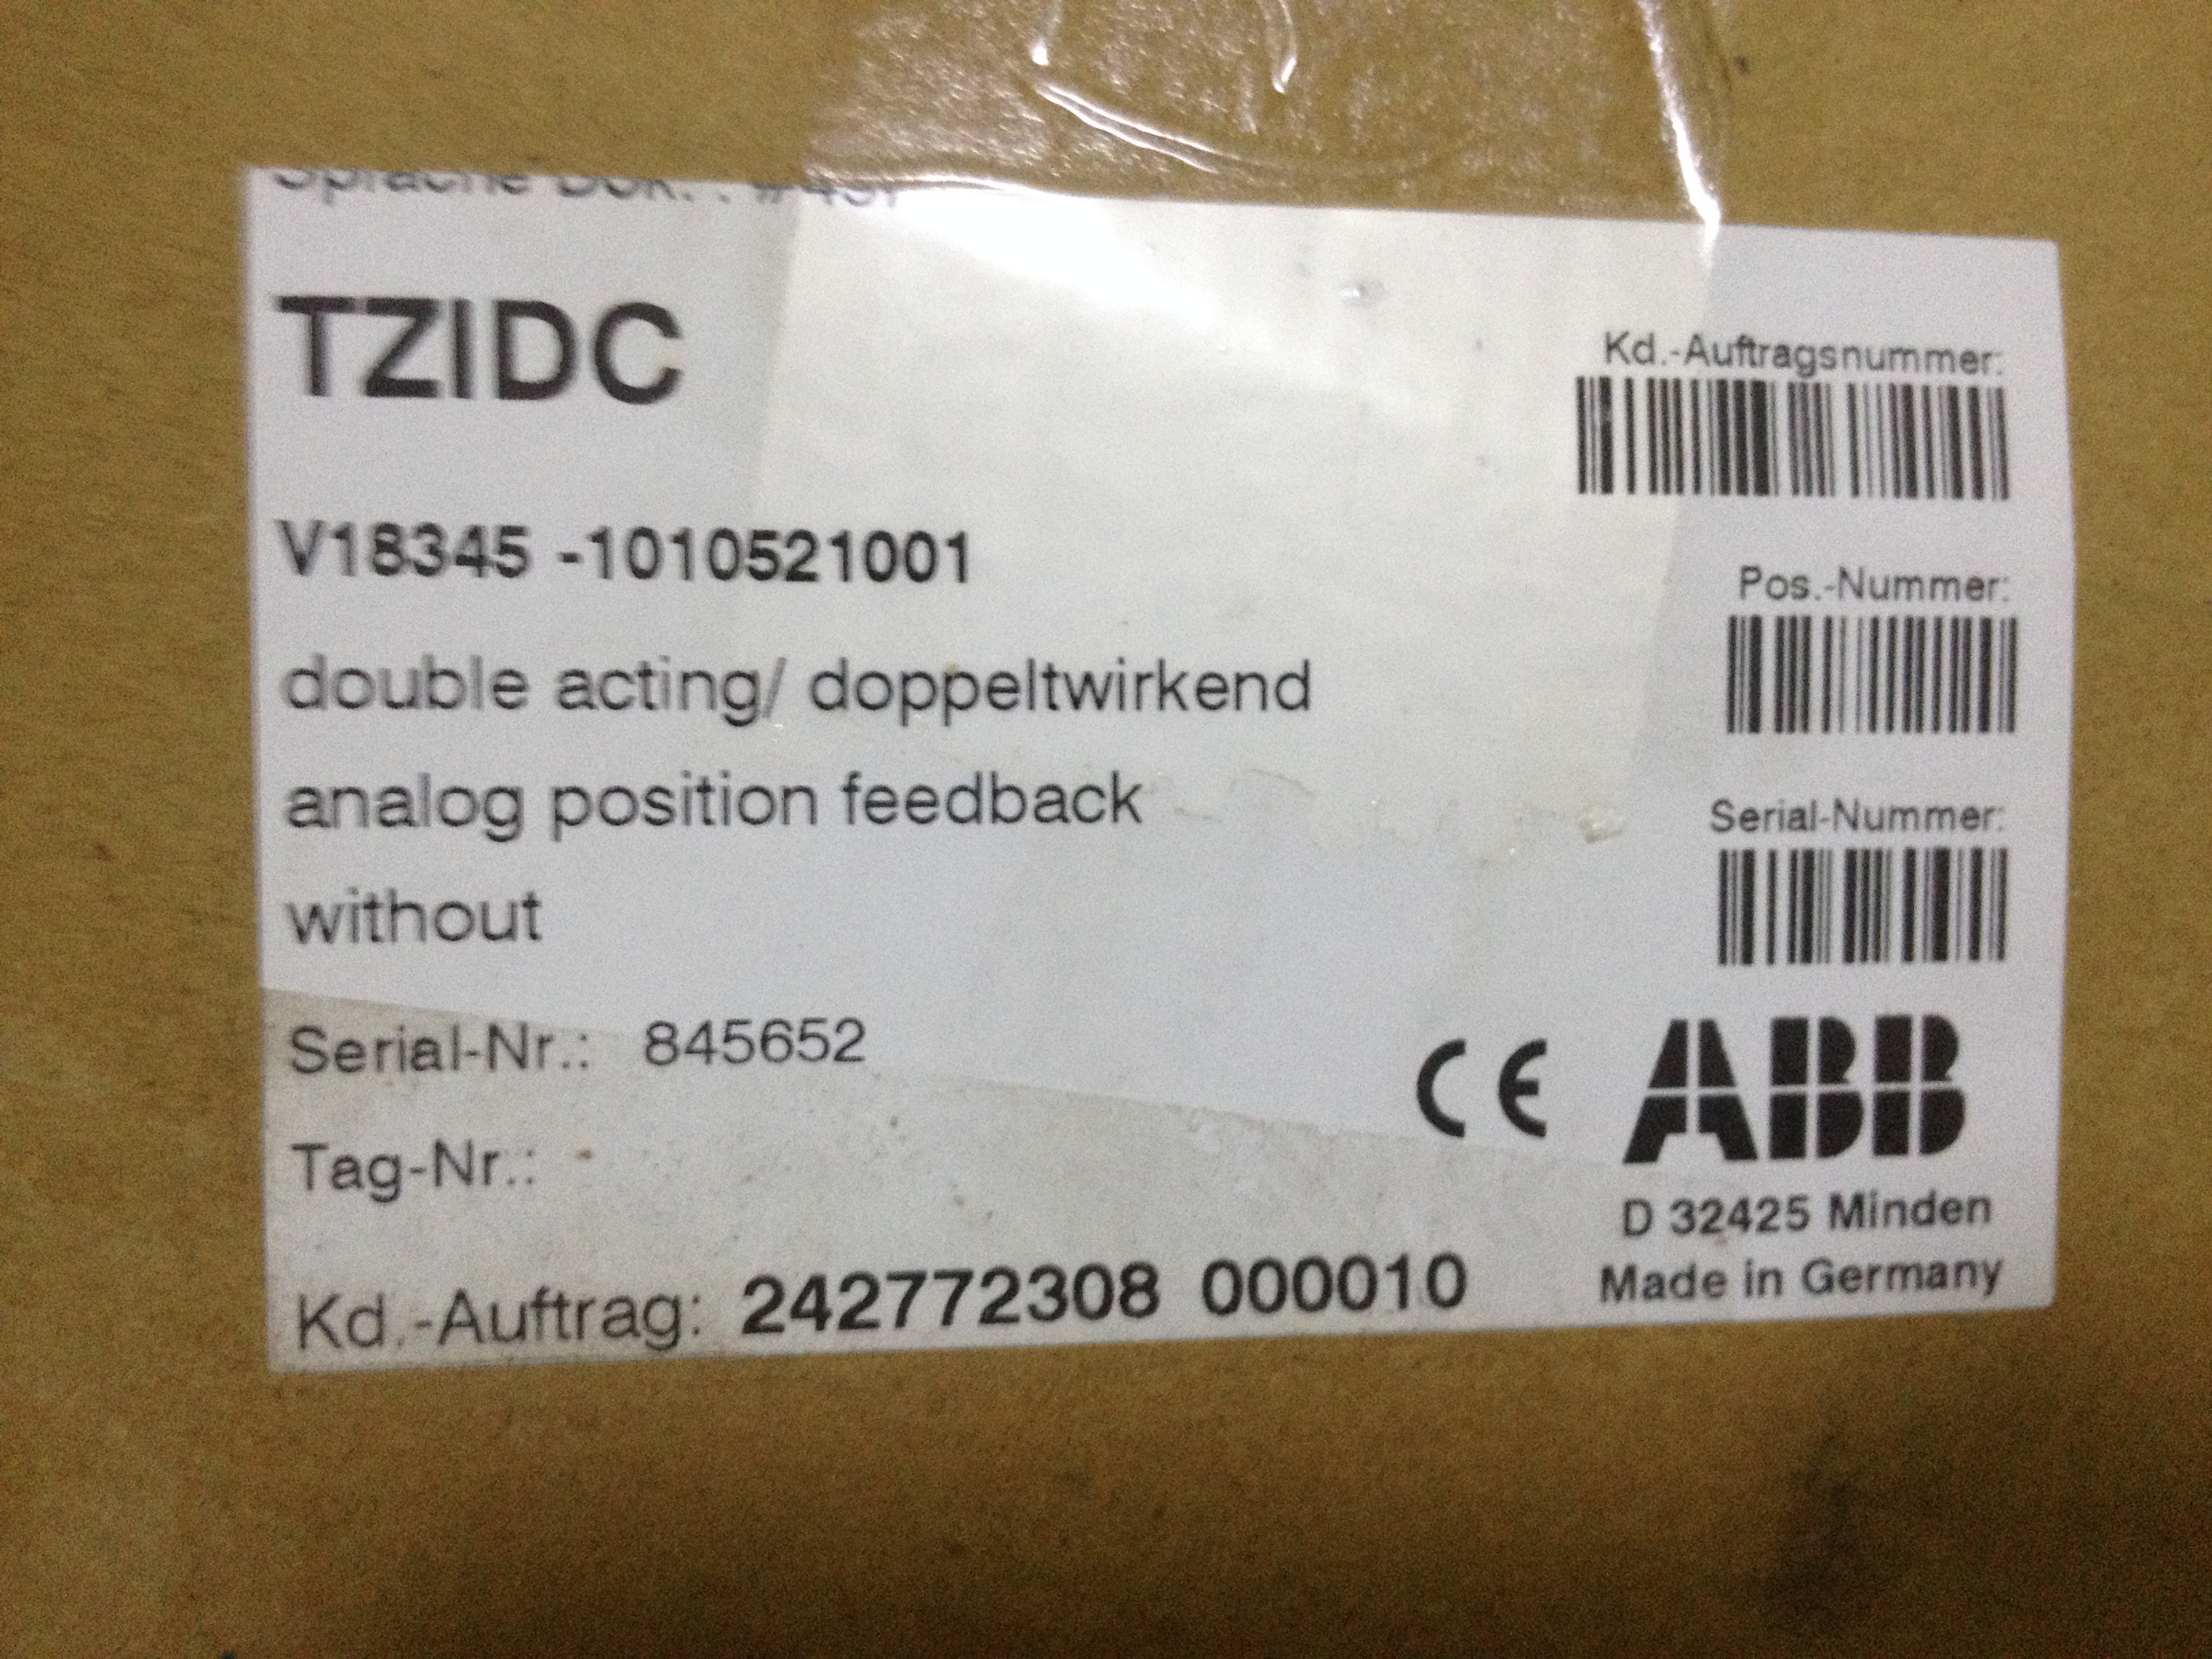 TZIDC
V18345 -1010521001
double acting/ doppeltwirkend
analog position feedback
without
Serial-Nr.: 845652
Tag-Nr.:
Kd.-Auftrag: 242772308 000010
Kd.-Auftragsnummer:
Pos.-Nummer:
Serial-Nummer:
CE ABB
D 32425 Minden
Made in Germany